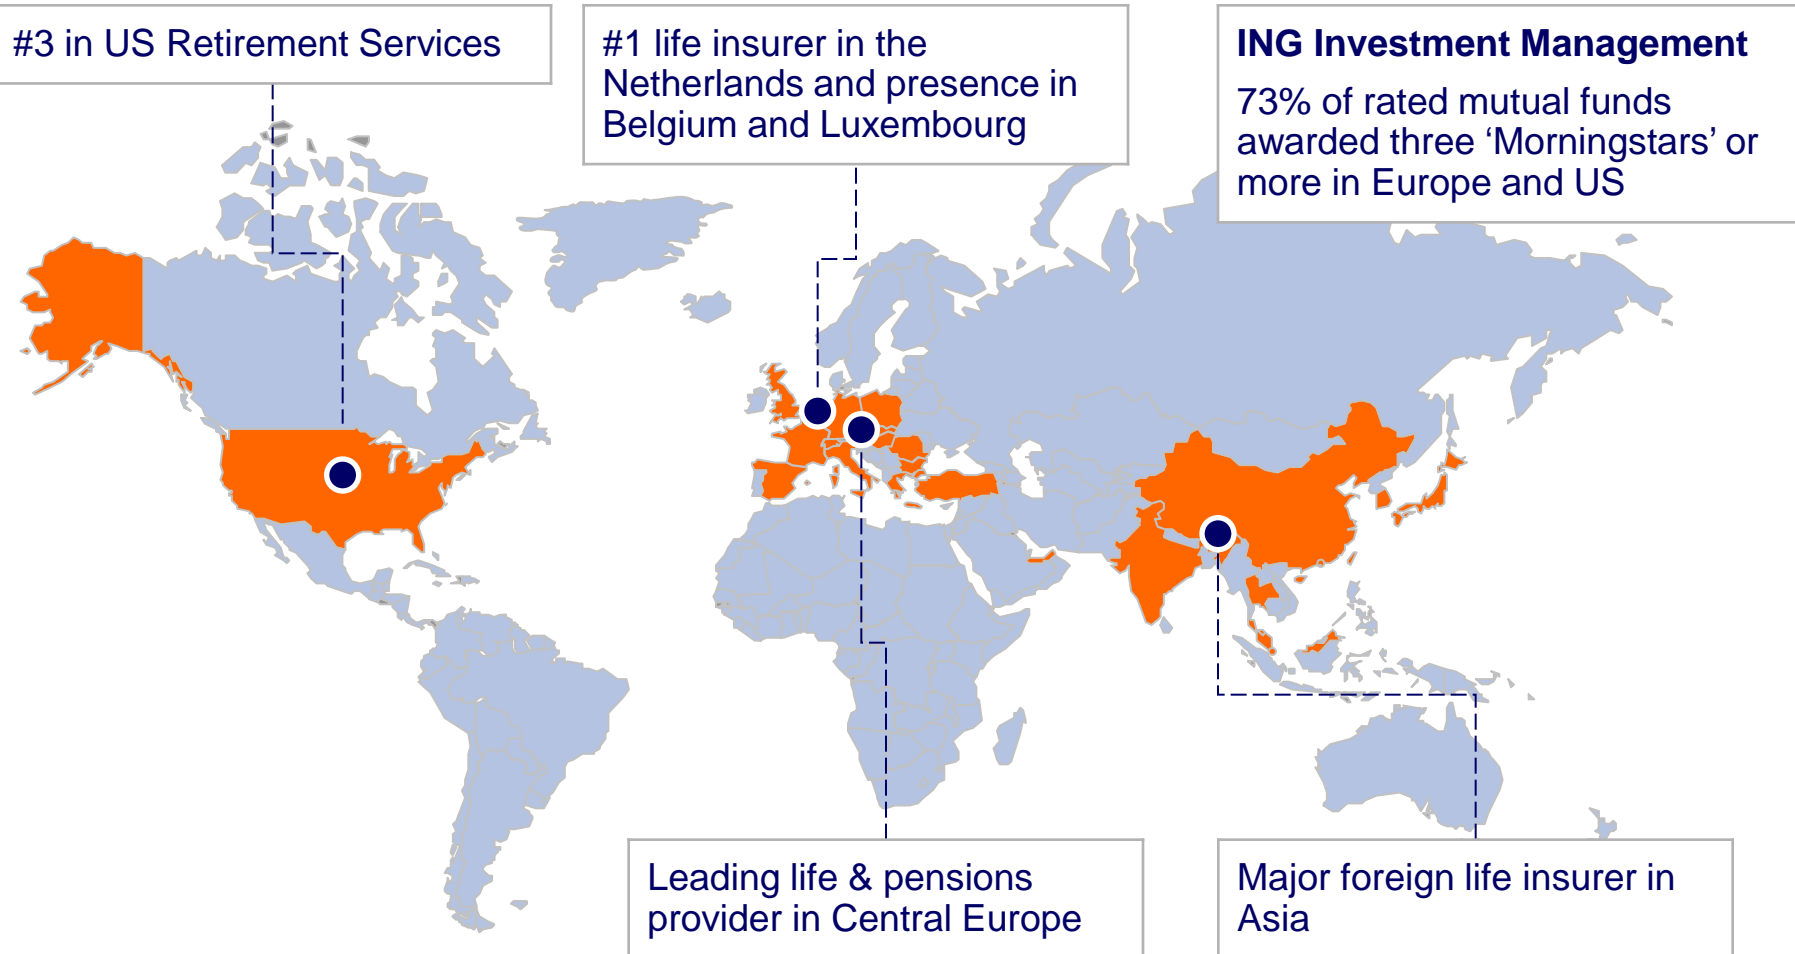 #3 in US Retirement Services
#1 life insurer in the
Netherlands and presence in
Belgium and Luxembourg
ING Investment Management
73% of rated mutual funds
awarded three ‘Morningstars’ or
more in Europe and US
Leading life & pensions
provider in Central Europe
Major foreign life insurer in
Asia